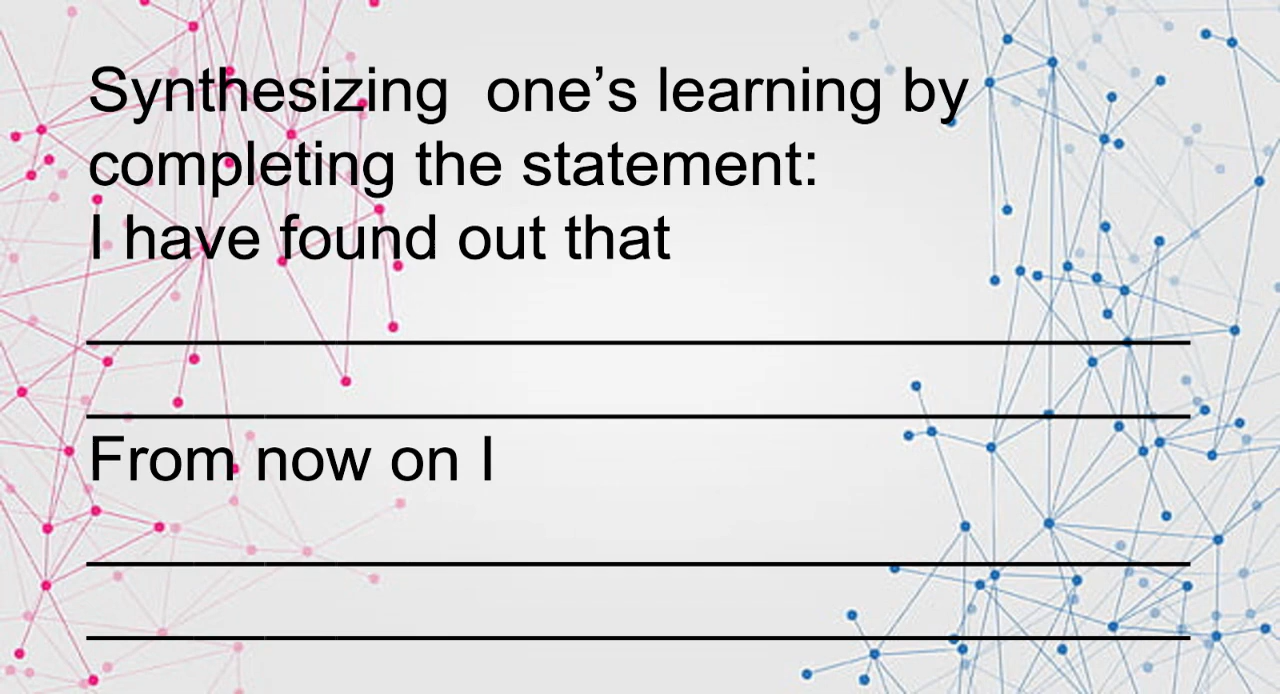 Synthesizing  one’s learning by
completing the statement:
I have found out that
From now on I